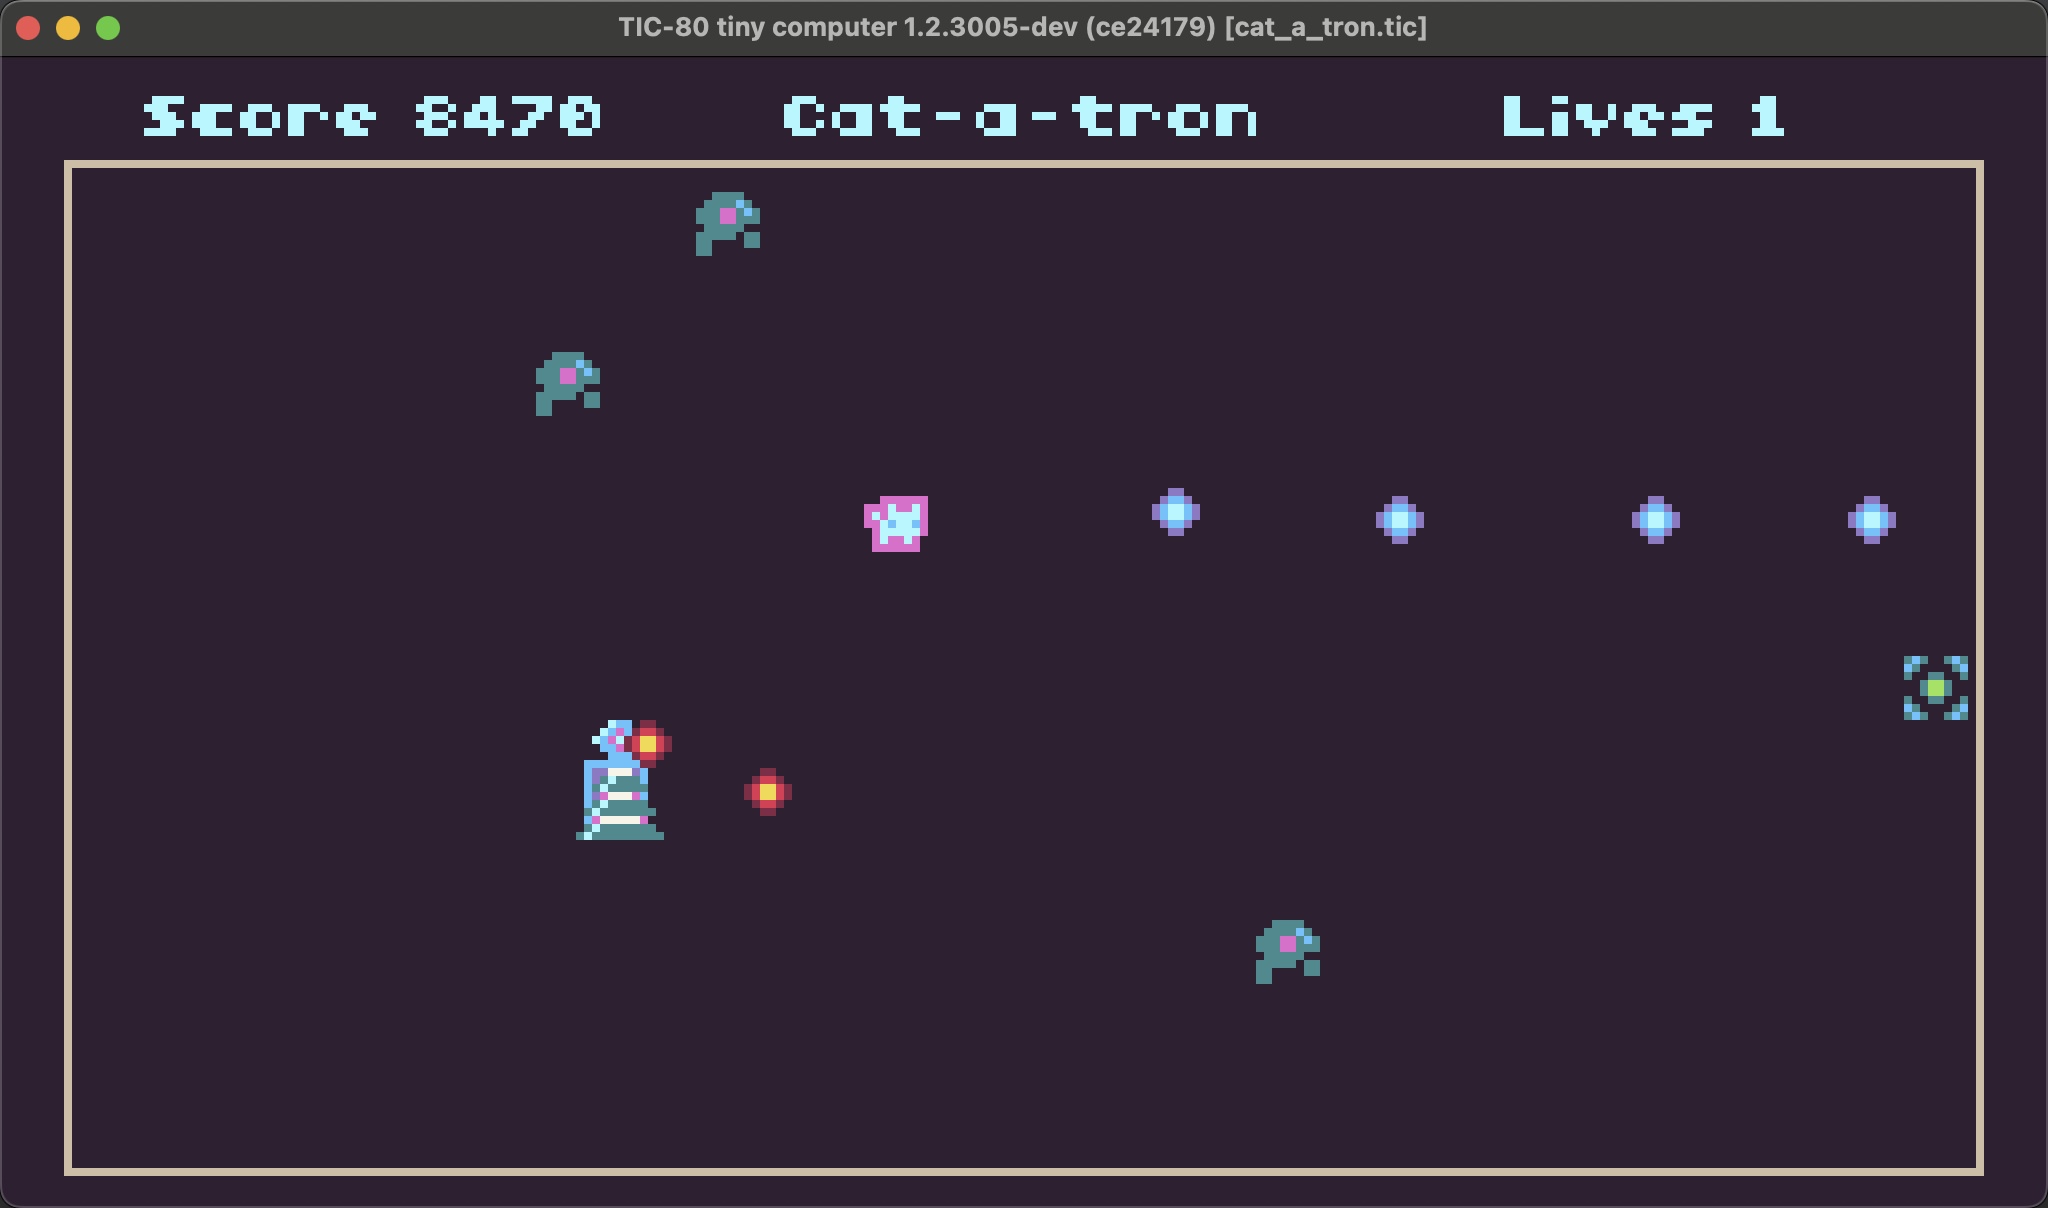 TIC-80 tiny computer 1.2.3005-dev (ce24179) [cat_a_tron.tic]
Score 8470 Cat-a-tron Lives 1